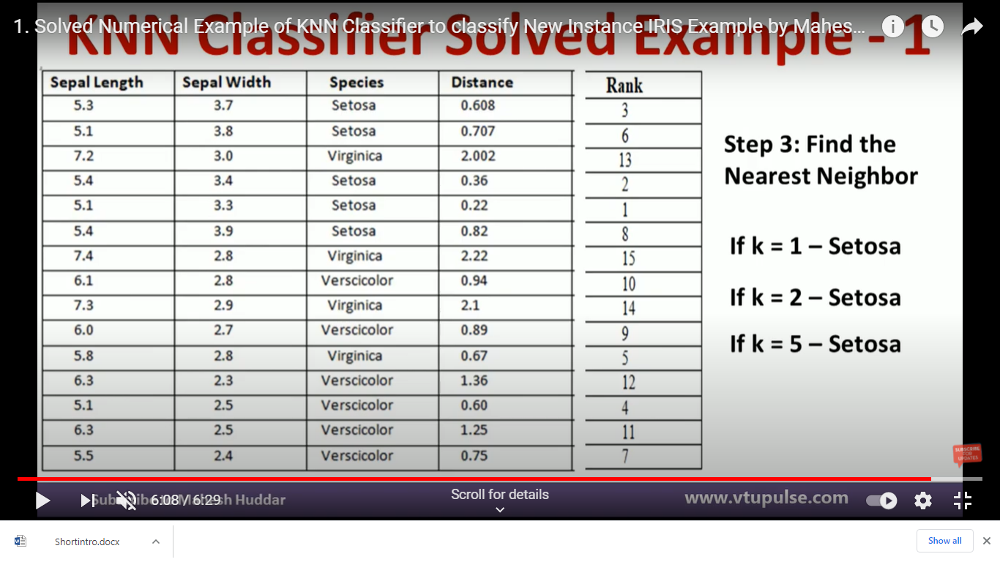 1. Solved Numerical Example of KNN Classifier to classify New Instance IRIS Example by Mahes...
KNN Classifier Solved Example - 1
Sepal Length Sepal Width Species Distance Rank
5.3 3.7 Setosa 0.608 3
5.1 3.8 Setosa 0.707 6
7.2 3.0 Virginica 2.002 13
5.4 3.4 Setosa 0.36 2
5.1 3.3 Setosa 0.22 1
5.4 3.9 Setosa 0.82 8
7.4 2.8 Virginica 2.22 15
6.1 2.8 Verscicolor 0.94 10
7.3 2.9 Virginica 2.1 14
6.0 2.7 Verscicolor 0.89 9
5.8 2.8 Virginica 0.67 5
6.3 2.3 Verscicolor 1.36 12
5.1 2.5 Verscicolor 0.60 4
6.3 2.5 Verscicolor 1.25 11
5.5 2.4 Verscicolor 0.75 7
Step 3: Find the
Nearest Neighbor
If k = 1 – Setosa
If k = 2 – Setosa
If k = 5 – Setosa
SUBSCRIBE
FOR
UPDATES
Subscribe to Mahesh Huddar
6:08 / 6:29
Scroll for details
www.vtupulse.com
Shortintro.docx
Show all